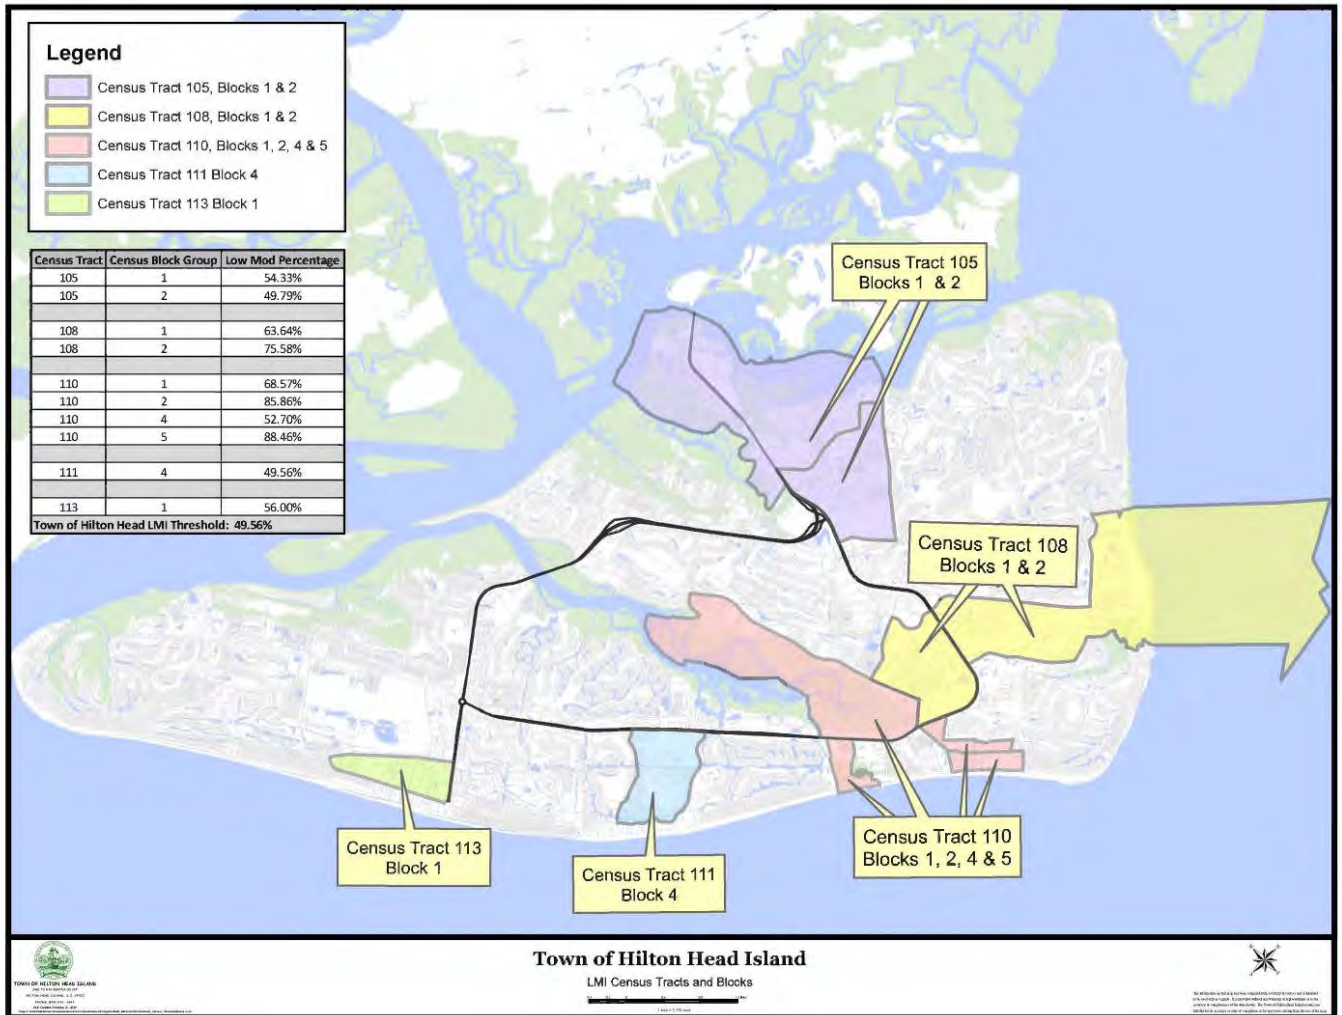 Legend
Census Tract 105, Blocks 1 & 2
Census Tract 108, Blocks 1 & 2
Census Tract 110, Blocks 1, 2, 4 & 5
Census Tract 111 Block 4
Census Tract 113 Block 1
Census Tract Census Block Group Low Mod Percentage
105 1 54.33%
105 2 49.79%
108 1 63.64%
108 2 75.58%
110 1 68.57%
110 2 85.86%
110 4 52.70%
110 5 88.46%
111 4 49.56%
113 1 56.00%
Town of Hilton Head LMI Threshold: 49.56%
Census Tract 105
Blocks 1 & 2
Census Tract 108
Blocks 1 & 2
Census Tract 110
Blocks 1, 2, 4 & 5
Census Tract 113
Block 1
Census Tract 111
Block 4
Town of Hilton Head Island
LMI Census Tracts and Blocks
TOWN OF HILTON HEAD ISLAND